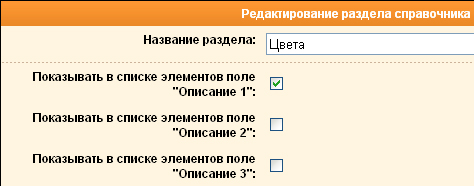 Редактирование раздела справочника
Название раздела:
Цвета
Показывать в списке элементов поле
"Описание 1":
Показывать в списке элементов поле
"Описание 2":
Показывать в списке элементов поле
"Описание 3":